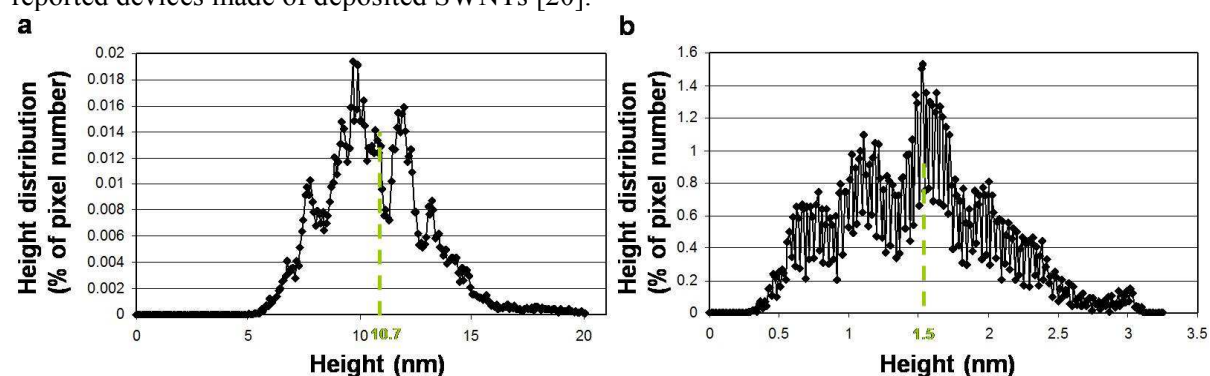 reported devices made of deposited SWNTs [20].
a
b
Height distribution
(% of pixel number)
0.02
0.018
0.016
0.014
0.012
0.01
0.008
0.006
0.004
0.002
0
0 5 10 10.7 15 20
Height (nm)
Height distribution
(% of pixel number)
1.6
1.4
1.2
1
0.8
0.6
0.4
0.2
0
0 0.5 1 1.5 2 2.5 3 3.5
Height (nm)